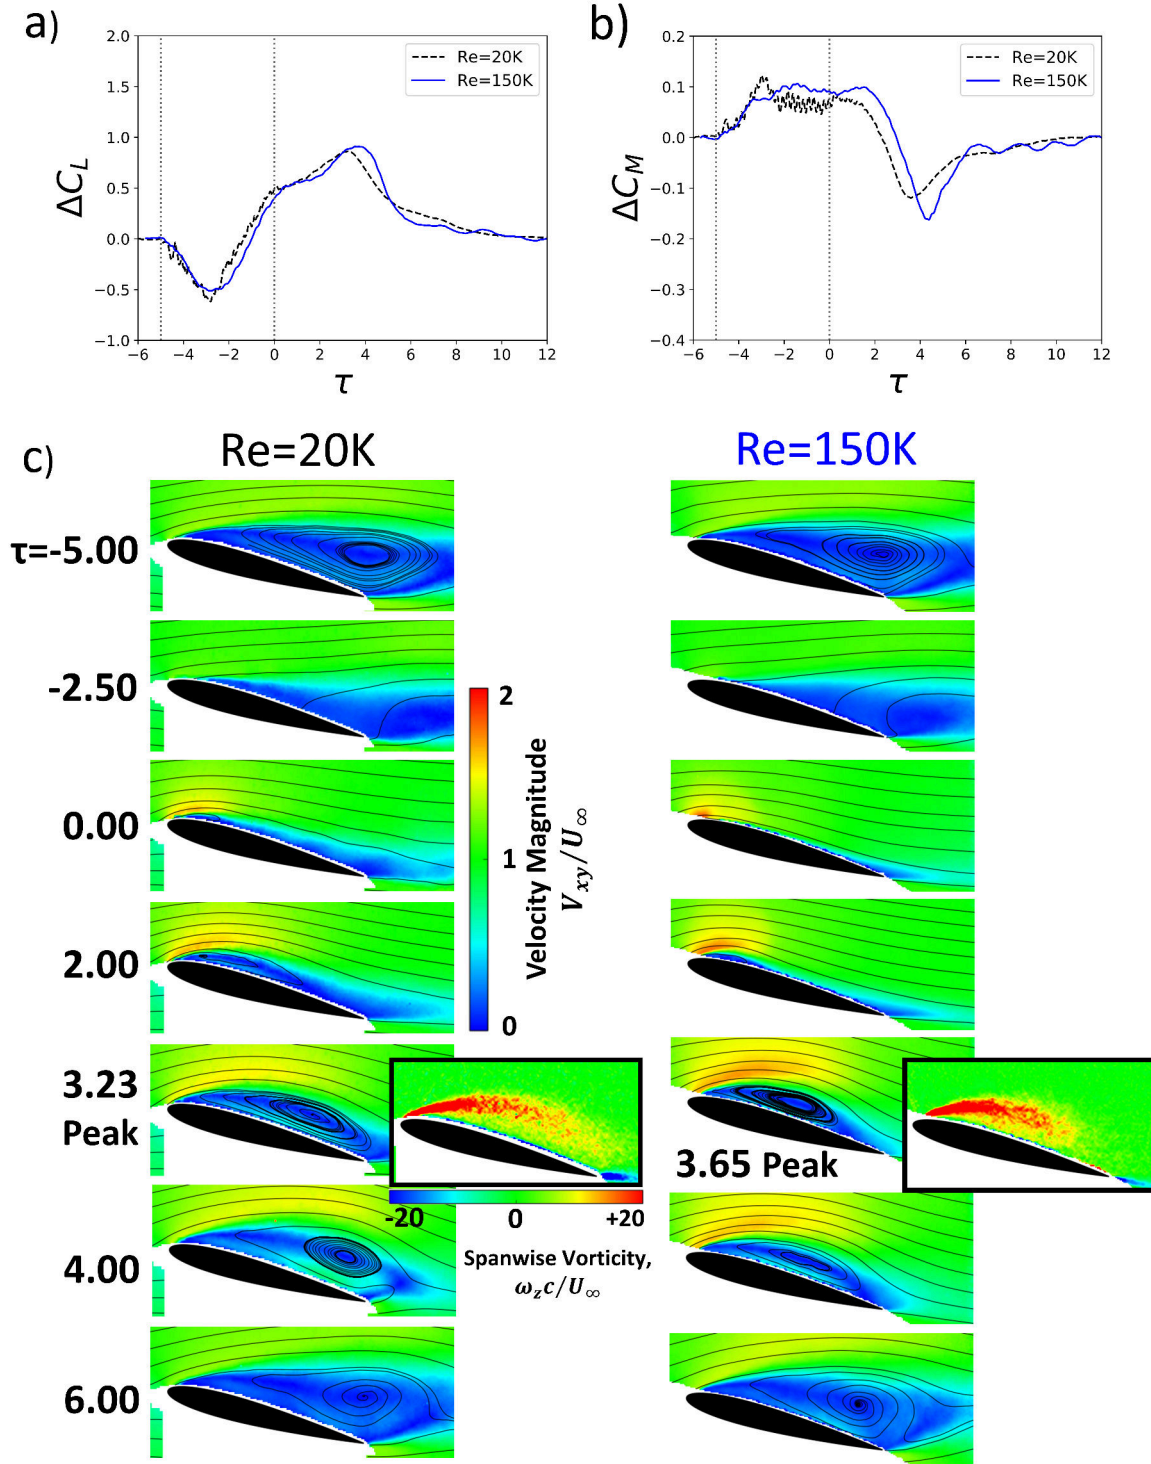 a)
2.0
1.5
1.0
0.5
0.0
−0.5
−1.0
ΔC_L
−6 −4 −2 0 2 4 6 8 10 12
τ
Re=20K
Re=150K
b)
0.2
0.1
0.0
−0.1
−0.2
−0.3
−0.4
ΔC_M
−6 −4 −2 0 2 4 6 8 10 12
τ
Re=20K
Re=150K
c)
Re=20K
Re=150K
τ=-5.00
-2.50
0.00
2.00
3.23
Peak
4.00
6.00
2
1
0
Velocity Magnitude
V_xy/U_∞
3.65 Peak
-20 0 +20
Spanwise Vorticity,
ω_z c/U_∞